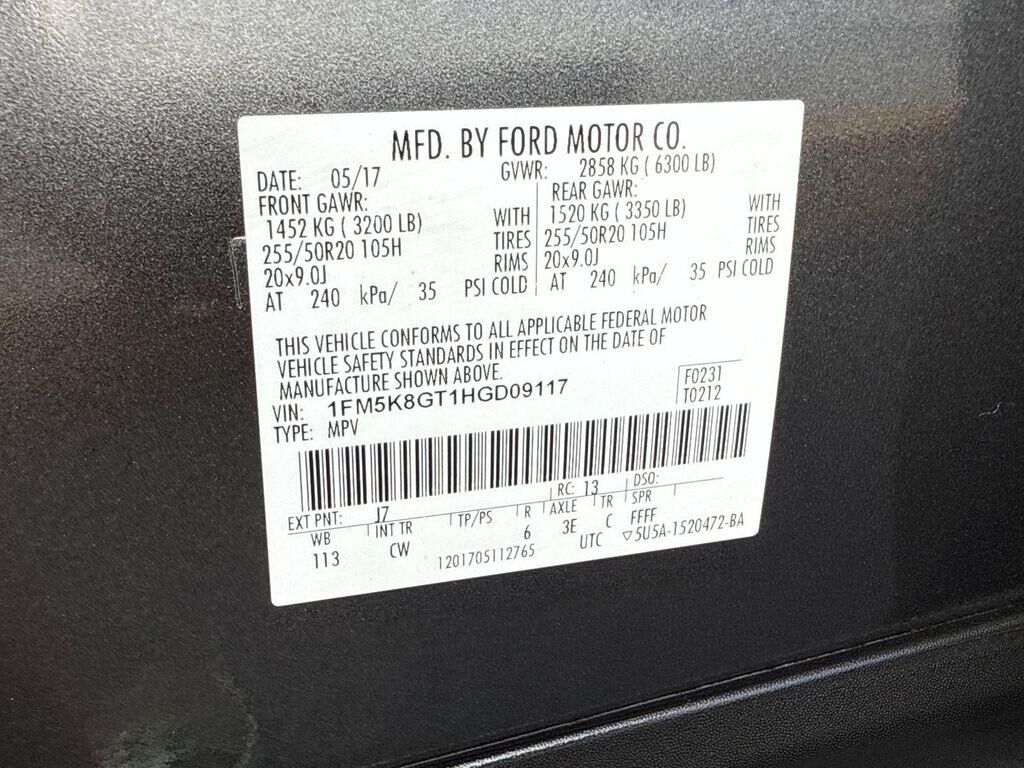 MFD. BY FORD MOTOR CO.
DATE: 05/17 GVWR: 2858 KG ( 6300 LB)
FRONT GAWR: REAR GAWR:
1452 KG ( 3200 LB) WITH 1520 KG ( 3350 LB) WITH
255/50R20 105H TIRES 255/50R20 105H TIRES
20x9.0J RIMS 20x9.0J RIMS
AT 240 kPa/ 35 PSI COLD AT 240 kPa/ 35 PSI COLD
THIS VEHICLE CONFORMS TO ALL APPLICABLE FEDERAL MOTOR
VEHICLE SAFETY STANDARDS IN EFFECT ON THE DATE OF
MANUFACTURE SHOWN ABOVE.
VIN: 1FM5K8GT1HGD09117 F0231
TYPE: MPV T0212
EXT PNT: J7 RC: 13 DSO:
WB INT TR TP/PS R AXLE TR SPR
113 CW 6 3E C FFFF
1201705112765 UTC ▽5U5A-1520472-BA